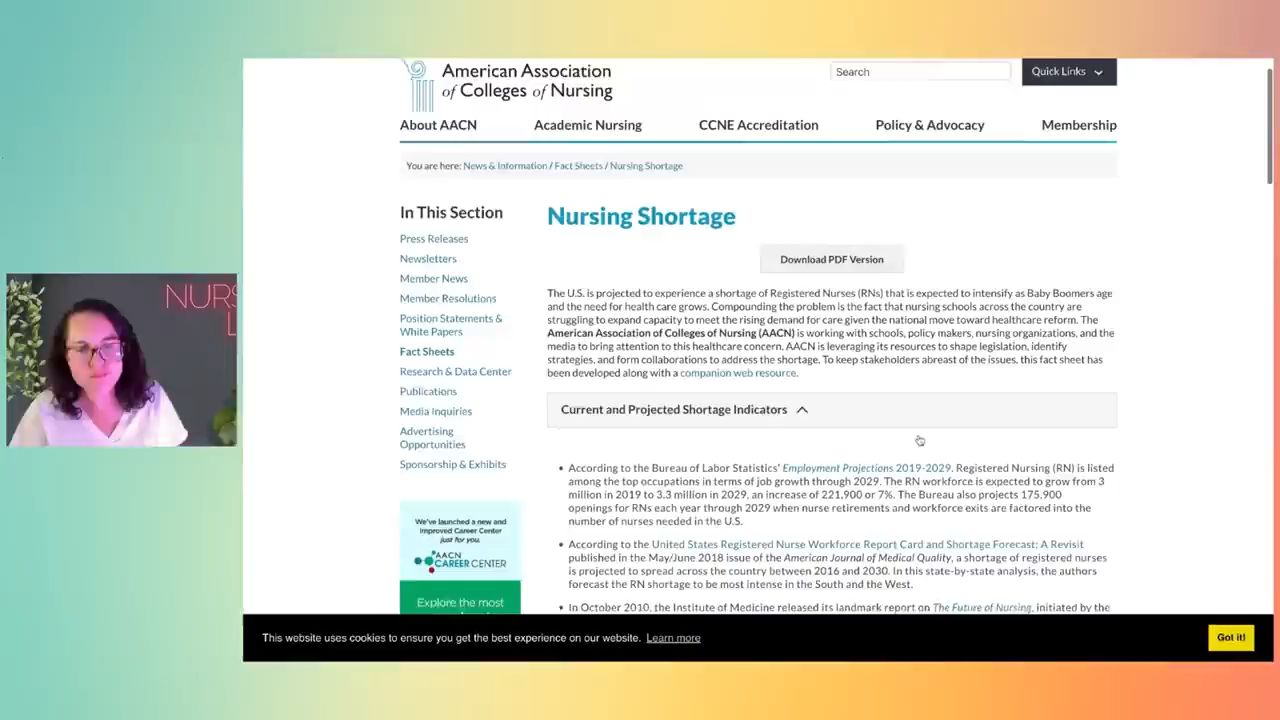 American Association
of Colleges of Nursing
Search
Quick Links
About AACN
Academic Nursing
CCNE Accreditation
Policy & Advocacy
Membership
You are here: News & Information / Fact Sheets / Nursing Shortage
In This Section
Press Releases
Newsletters
Member News
Member Resolutions
Position Statements &
White Papers
Fact Sheets
Research & Data Center
Publications
Media Inquiries
Advertising
Opportunities
Sponsorship & Exhibits
We've launched a new and
improved Career Center
just for you.
AACN
CAREER CENTER
Explore the most
Nursing Shortage
Download PDF Version
The U.S. is projected to experience a shortage of Registered Nurses (RNs) that is expected to intensify as Baby Boomers age
and the need for health care grows. Compounding the problem is the fact that nursing schools across the country are
struggling to expand capacity to meet the rising demand for care given the national move toward healthcare reform. The
American Association of Colleges of Nursing (AACN) is working with schools, policy makers, nursing organizations, and the
media to bring attention to this healthcare concern. AACN is leveraging its resources to shape legislation, identify
strategies, and form collaborations to address the shortage. To keep stakeholders abreast of the issues, this fact sheet has
been developed along with a companion web resource.
Current and Projected Shortage Indicators
• According to the Bureau of Labor Statistics' Employment Projections 2019-2029, Registered Nursing (RN) is listed
among the top occupations in terms of job growth through 2029. The RN workforce is expected to grow from 3
million in 2019 to 3.3 million in 2029, an increase of 221,900 or 7%. The Bureau also projects 175,900
openings for RNs each year through 2029 when nurse retirements and workforce exits are factored into the
number of nurses needed in the U.S.
• According to the United States Registered Nurse Workforce Report Card and Shortage Forecast: A Revisit
published in the May/June 2018 issue of the American Journal of Medical Quality, a shortage of registered nurses
is projected to spread across the country between 2016 and 2030. In this state-by-state analysis, the authors
forecast the RN shortage to be most intense in the South and the West.
• In October 2010, the Institute of Medicine released its landmark report on The Future of Nursing, initiated by the
This website uses cookies to ensure you get the best experience on our website. Learn more
Got it!
NURS
L